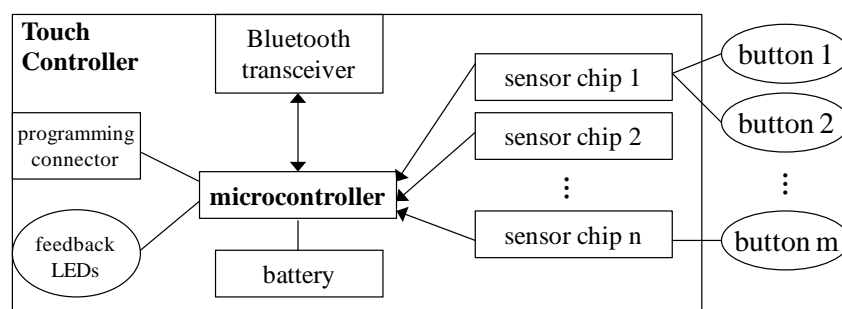 Touch
Controller
Bluetooth
transceiver
sensor chip 1
button 1
programming
connector
sensor chip 2
button 2
microcontroller
...
...
feedback
LEDs
battery
sensor chip n
button m